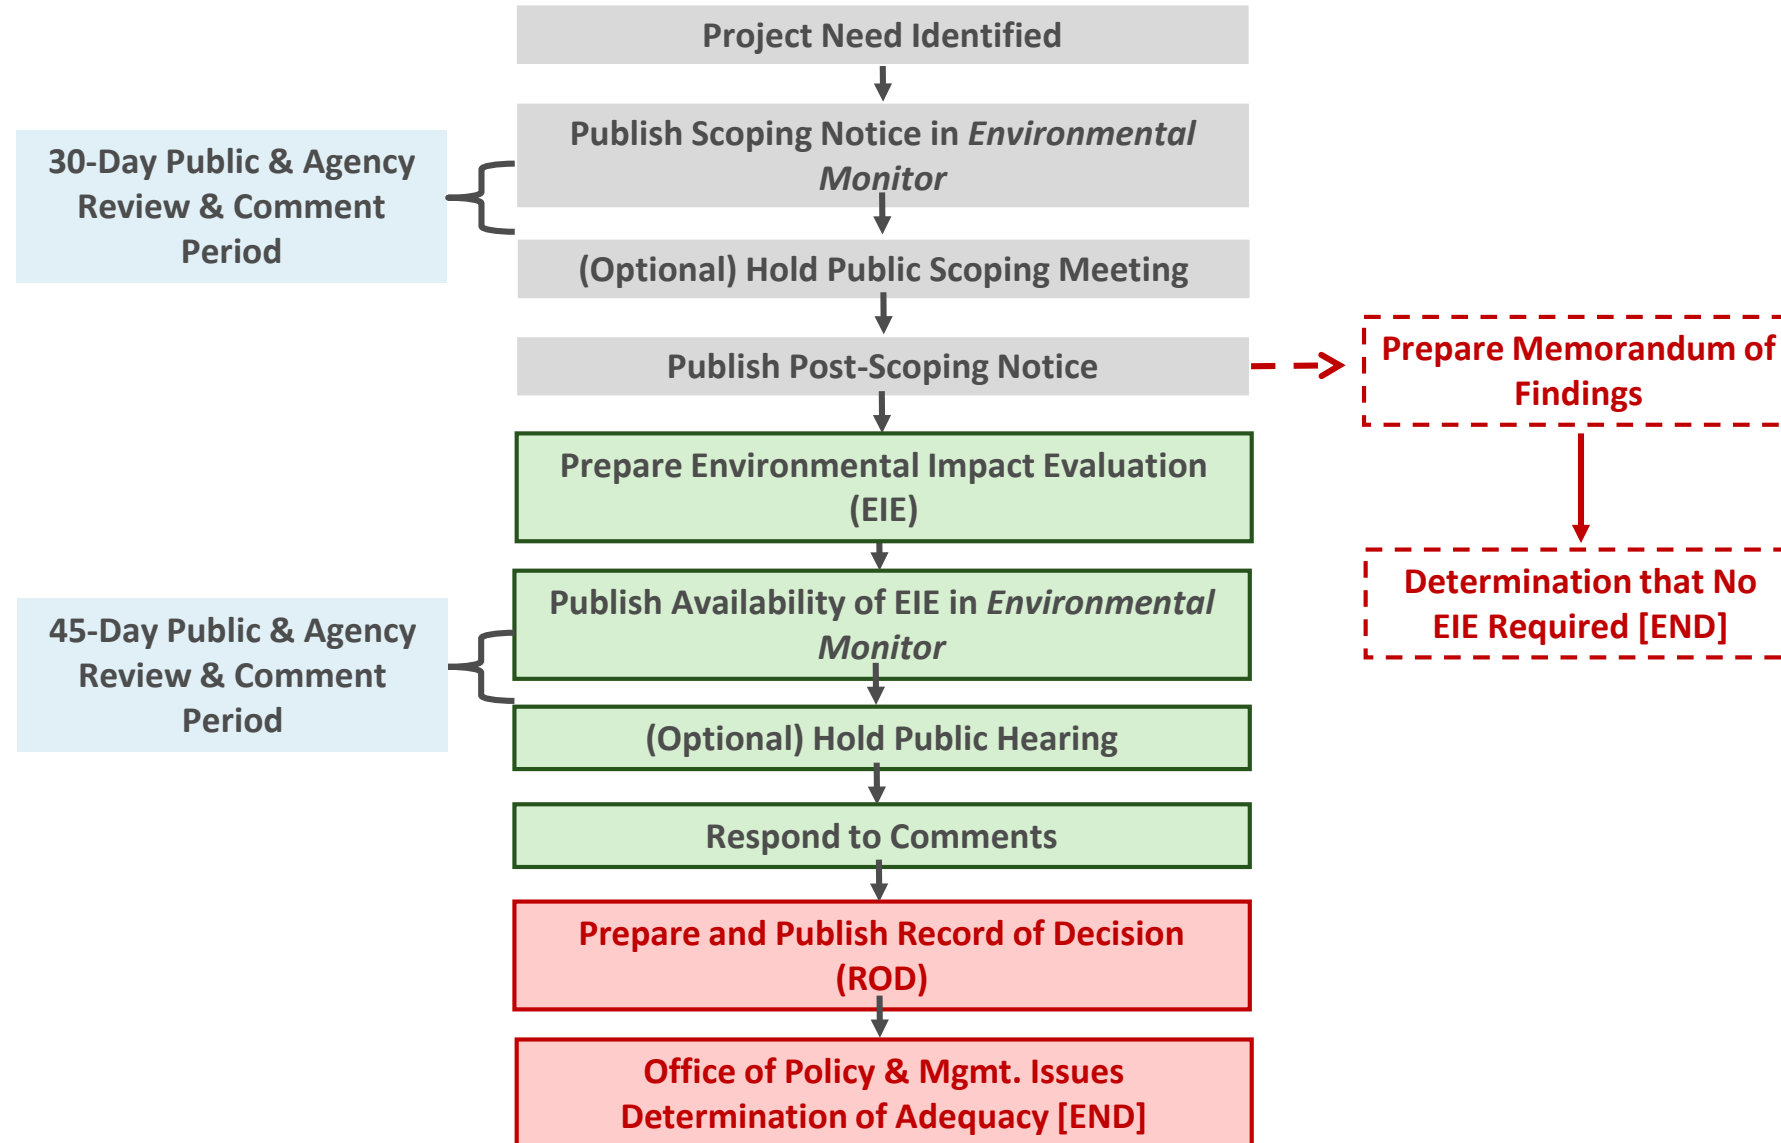 Project Need Identified
Publish Scoping Notice in Environmental
Monitor
30-Day Public & Agency
Review & Comment
Period
(Optional) Hold Public Scoping Meeting
Publish Post-Scoping Notice
Prepare Memorandum of
Findings
Determination that No
EIE Required [END]
Prepare Environmental Impact Evaluation
(EIE)
Publish Availability of EIE in Environmental
Monitor
45-Day Public & Agency
Review & Comment
Period
(Optional) Hold Public Hearing
Respond to Comments
Prepare and Publish Record of Decision
(ROD)
Office of Policy & Mgmt. Issues
Determination of Adequacy [END]